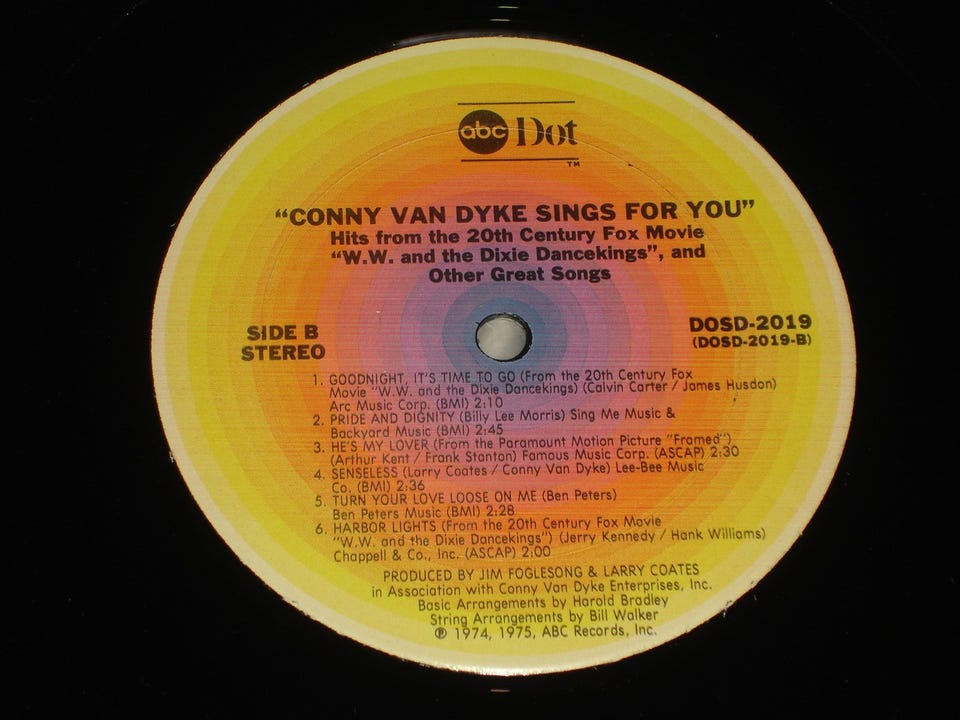 abc Dot
TM
"CONNY VAN DYKE SINGS FOR YOU"
Hits from the 20th Century Fox Movie
"W.W. and the Dixie Dancekings", and
Other Great Songs
SIDE B
STEREO
DOSD-2019
(DOSD-2019-B)
1. GOODNIGHT, IT'S TIME TO GO (From the 20th Century Fox
Movie "W.W. and the Dixie Dancekings) (Calvin Carter / James Husdon)
Arc Music Corp. (BMI) 2:10
2. PRIDE AND DIGNITY (Billy Lee Morris) Sing Me Music &
Backyard Music (BMI) 2:45
3. HE'S MY LOVER (From the Paramount Motion Picture "Framed")
(Arthur Kent / Frank Stanton) Famous Music Corp. (ASCAP) 2:30
4. SENSELESS (Larry Coates / Conny Van Dyke) Lee-Bee Music
Co. (BMI) 2:36
5. TURN YOUR LOVE LOOSE ON ME (Ben Peters)
Ben Peters Music (BMI) 2:28
6. HARBOR LIGHTS (From the 20th Century Fox Movie
"W.W. and the Dixie Dancekings") (Jerry Kennedy / Hank Williams)
Chappell & Co., Inc. (ASCAP) 2:00
PRODUCED BY JIM FOGLESONG & LARRY COATES
in Association with Conny Van Dyke Enterprises, Inc.
Basic Arrangements by Harold Bradley
String Arrangements by Bill Walker
℗ 1974, 1975, ABC Records, Inc.